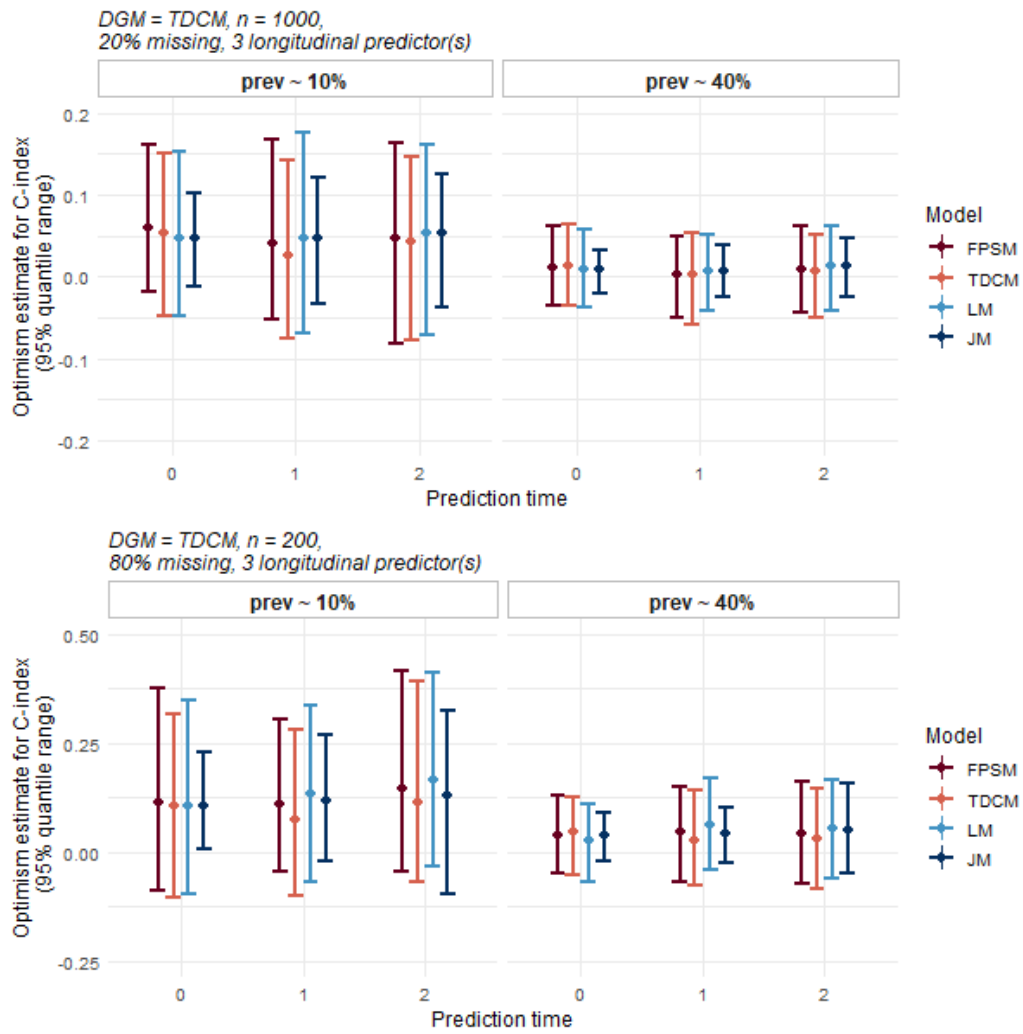 DGM = TDCM, n = 1000,
20% missing, 3 longitudinal predictor(s)
prev ~ 10%
prev ~ 40%
Optimism estimate for C-index
(95% quantile range)
0.2
0.1
0.0
-0.1
-0.2
0
1
2
0
1
2
Prediction time
Model
FPSM
TDCM
LM
JM
DGM = TDCM, n = 200,
80% missing, 3 longitudinal predictor(s)
prev ~ 10%
prev ~ 40%
Optimism estimate for C-index
(95% quantile range)
0.50
0.25
0.00
-0.25
0
1
2
0
1
2
Prediction time
Model
FPSM
TDCM
LM
JM